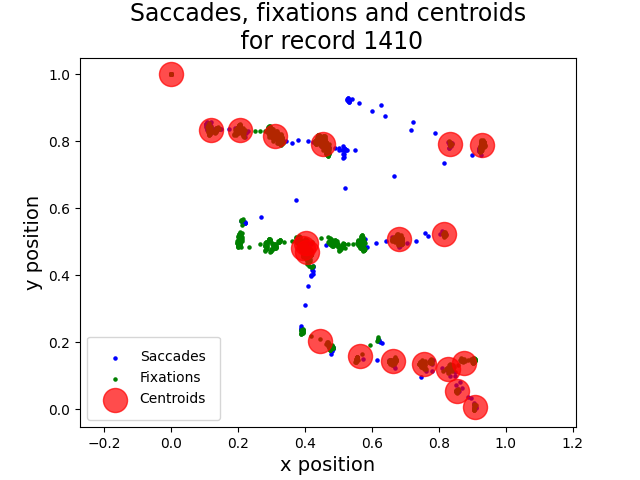 Saccades, fixations and centroids
for record 1410
y position
1.0
0.8
0.6
0.4
0.2
0.0
Saccades
Fixations
Centroids
−0.2 0.0 0.2 0.4 0.6 0.8 1.0 1.2
x position